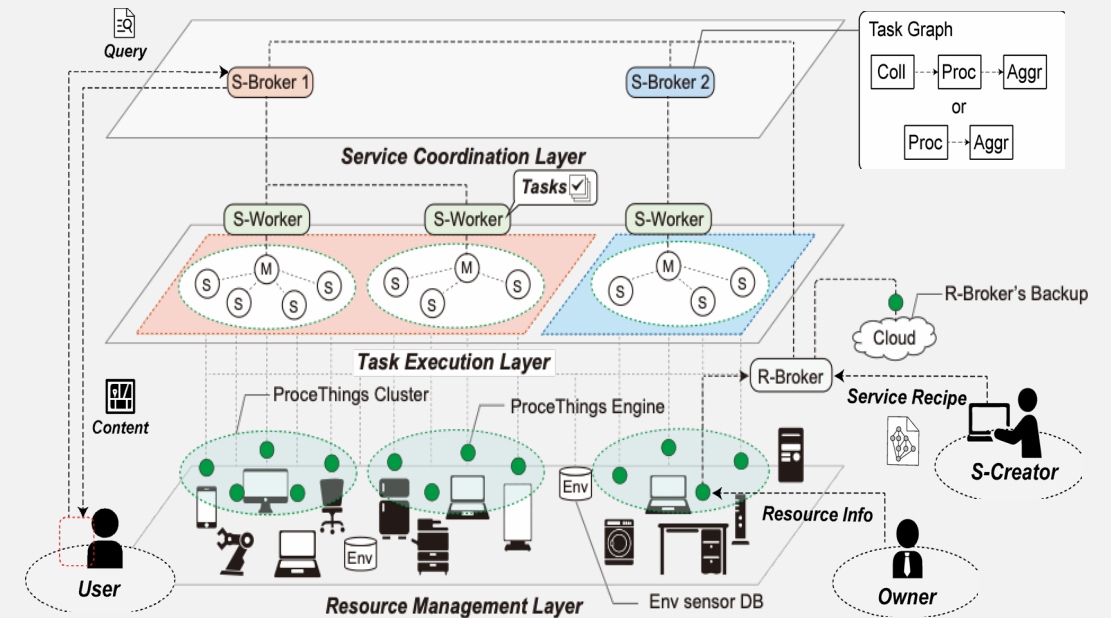 Query
S-Broker 1
S-Broker 2
Task Graph
Coll
Proc
Aggr
or
Proc
Aggr
Service Coordination Layer
Tasks
S-Worker
S-Worker
S-Worker
M
S
S
S
S
M
S
S
S
M
S
S
S
R-Broker's Backup
Cloud
Task Execution Layer
R-Broker
Service Recipe
S-Creator
Content
ProceThings Cluster
ProceThings Engine
Env
Env
Resource Info
User
Owner
Env sensor DB
Resource Management Layer